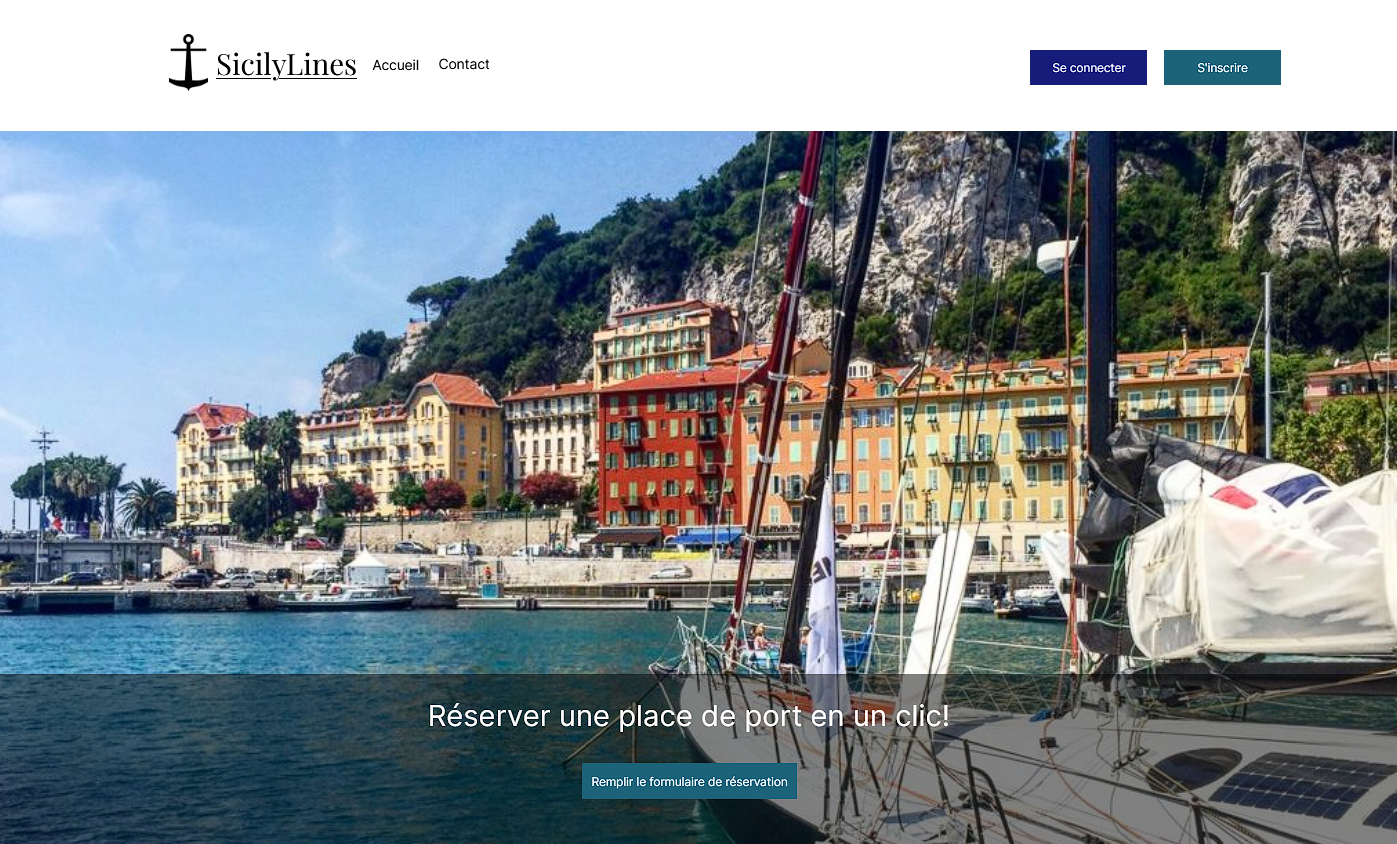 SicilyLines
Accueil
Contact
Se connecter
S'inscrire
Réserver une place de port en un clic!
Remplir le formulaire de réservation